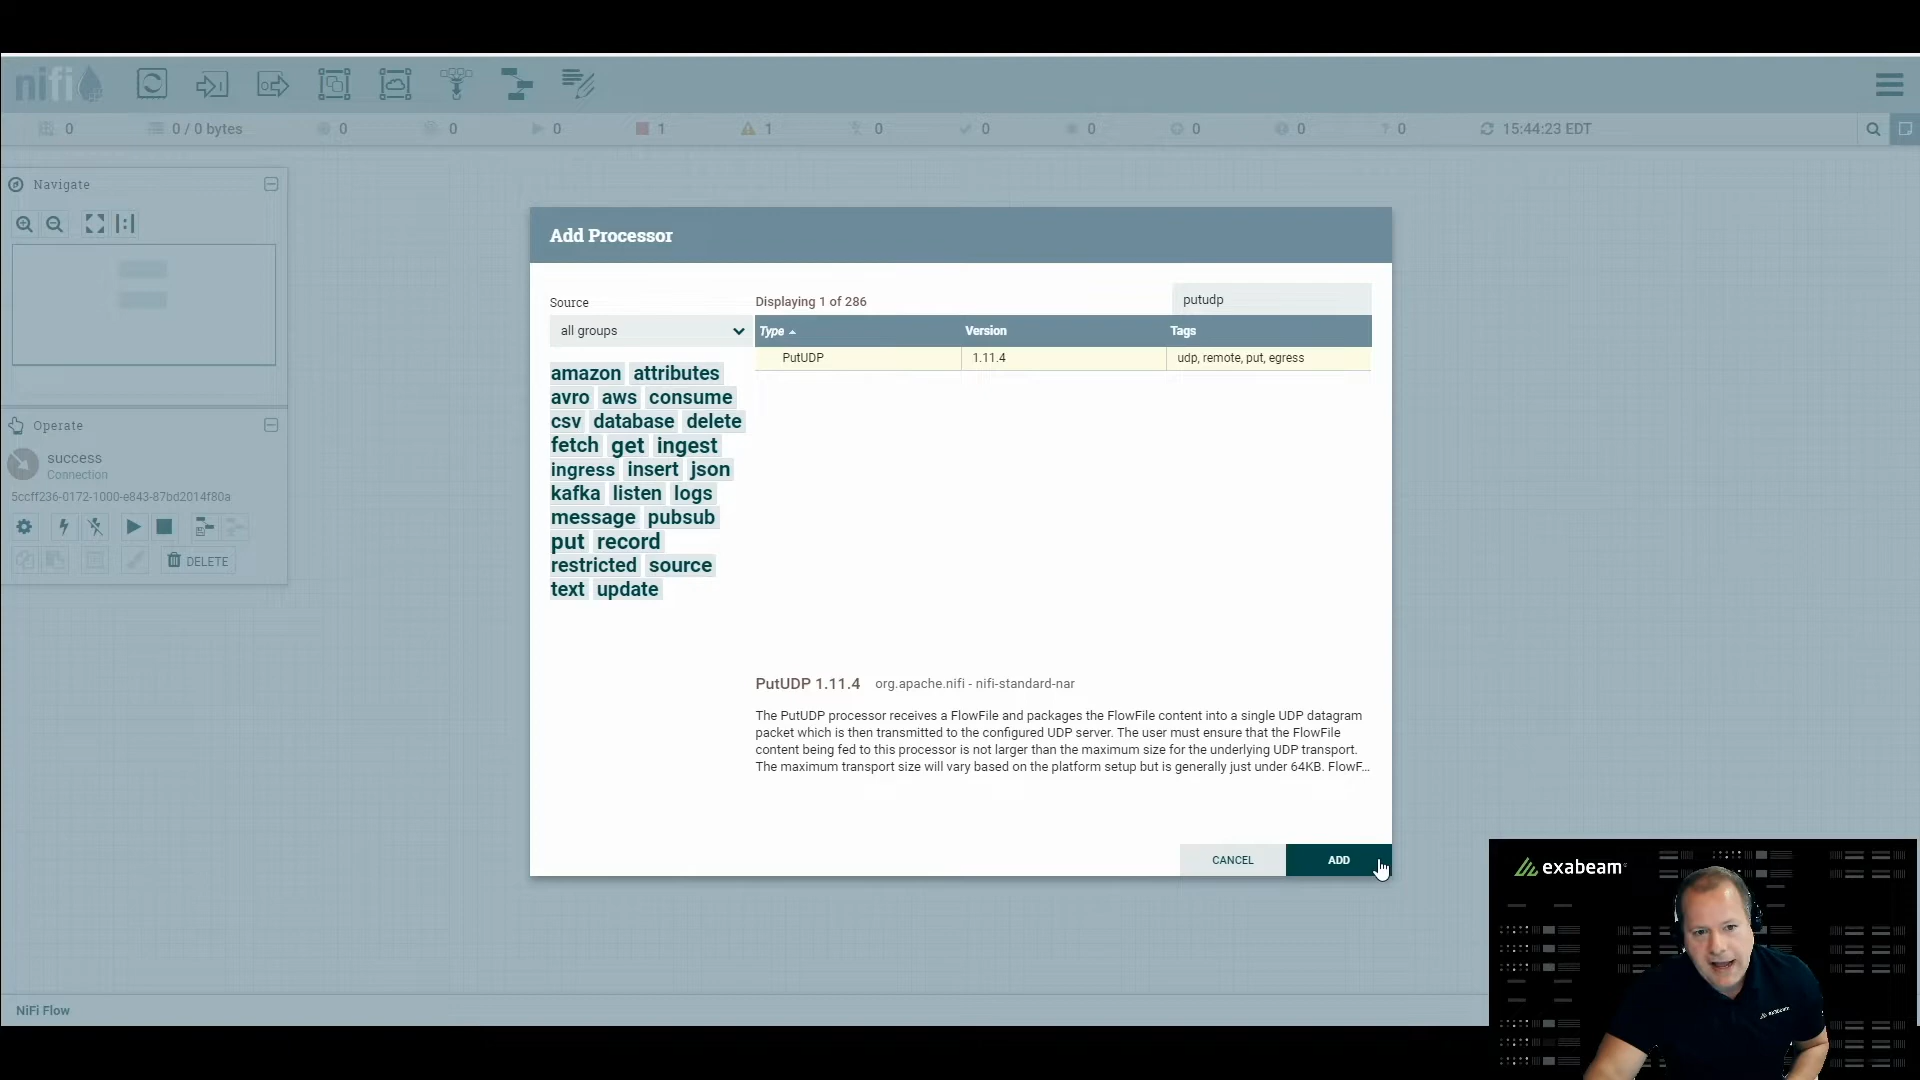 nifi
0
0 / 0 bytes
0
0
0
1
1
0
0
0
0
0
0
15:44:23 EDT
Navigate
Operate
success
Connection
5ccff236-0172-1000-e843-87bd2014f80a
DELETE
Add Processor
Source
all groups
amazon attributes
avro aws consume
csv database delete
fetch get ingest
ingress insert json
kafka listen logs
message pubsub
put record
restricted source
text update
Displaying 1 of 286
putudp
Type Version Tags
PutUDP 1.11.4 udp, remote, put, egress
PutUDP 1.11.4 org.apache.nifi - nifi-standard-nar
The PutUDP processor receives a FlowFile and packages the FlowFile content into a single UDP datagram
packet which is then transmitted to the configured UDP server. The user must ensure that the FlowFile
content being fed to this processor is not larger than the maximum size for the underlying UDP transport.
The maximum transport size will vary based on the platform setup but is generally just under 64KB. FlowF...
CANCEL
ADD
NiFi Flow
exabeam
exabeam